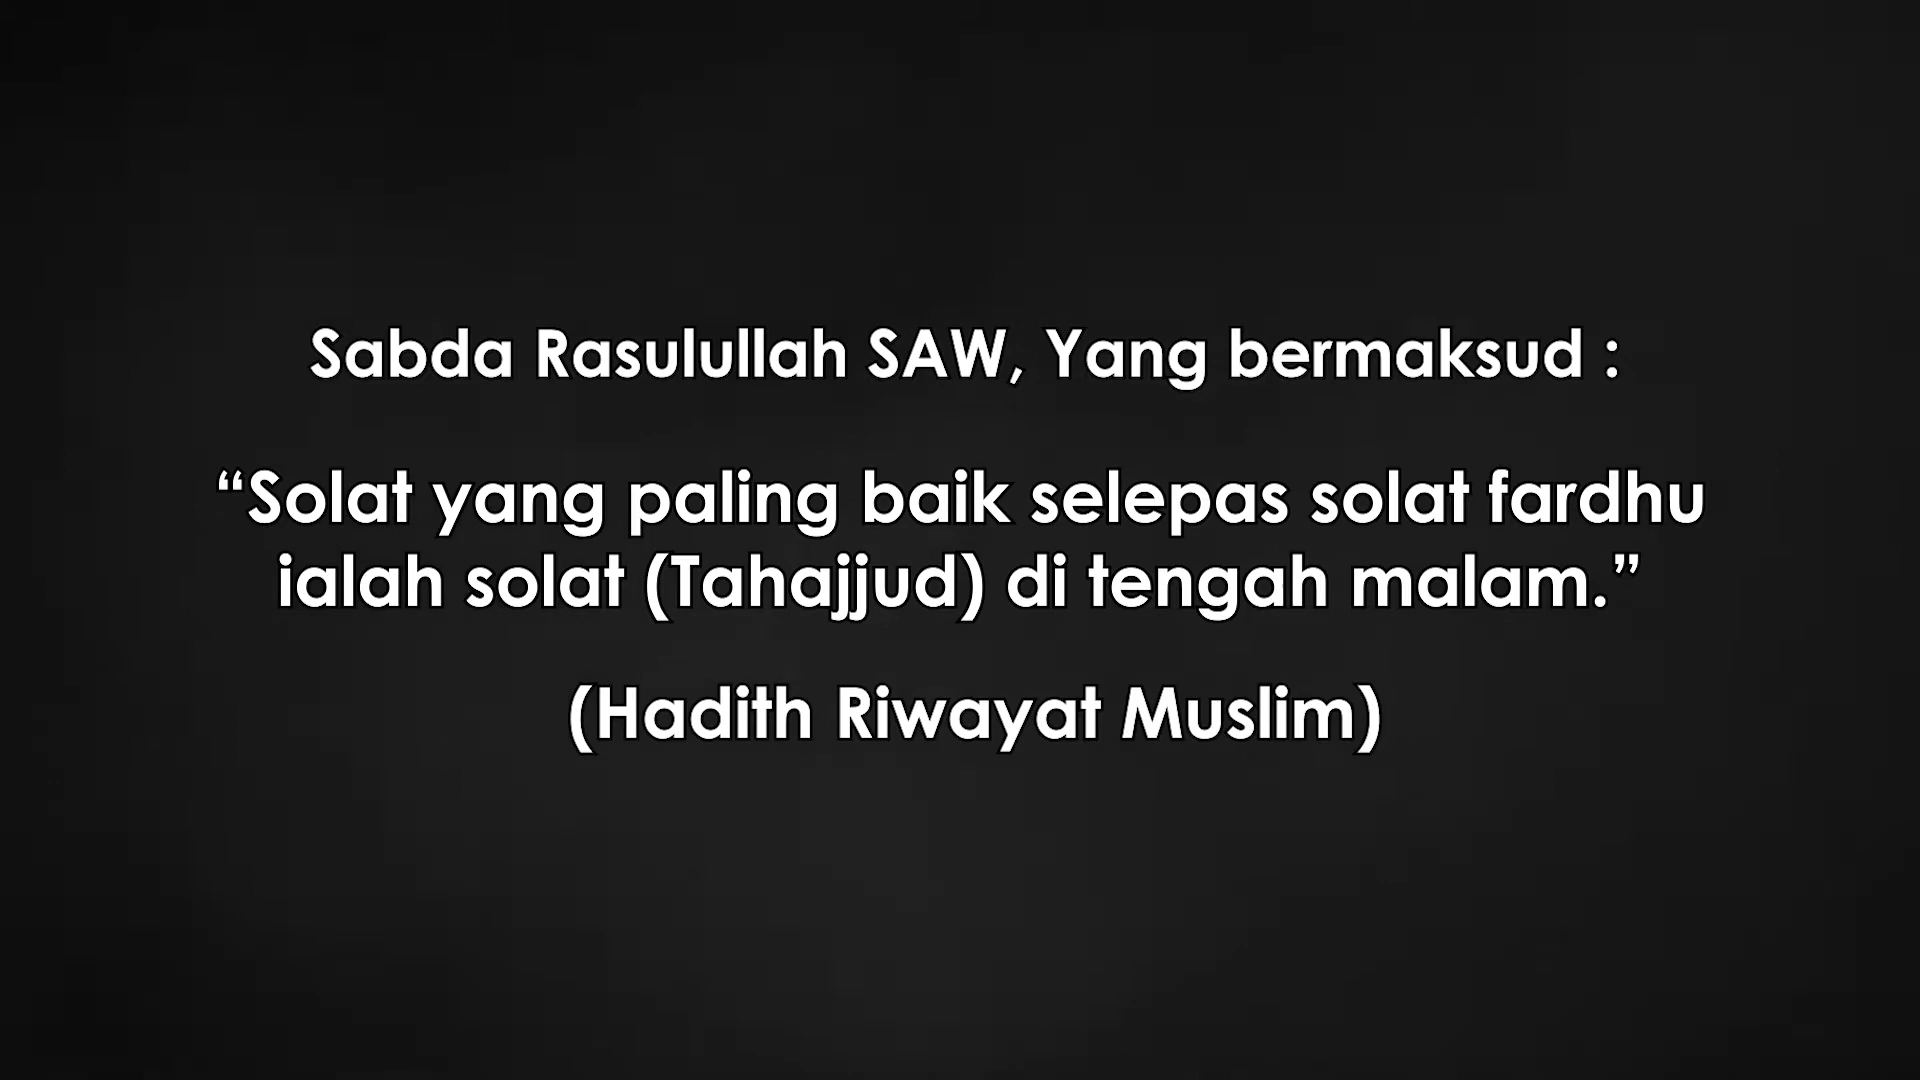 Sabda Rasulullah SAW, Yang bermaksud :
“Solat yang paling baik selepas solat fardhu
ialah solat (Tahajjud) di tengah malam.”
(Hadith Riwayat Muslim)